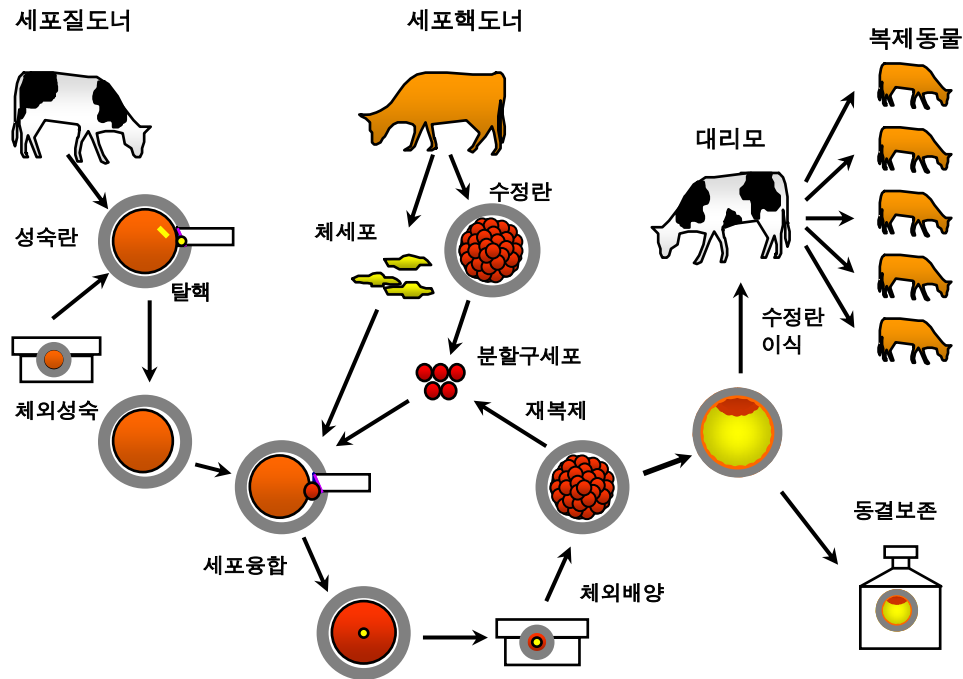 세포질도너
세포핵도너
복제동물
대리모
수정란
성숙란
체세포
탈핵
수정란
이식
분할구세포
체외성숙
재복제
동결보존
세포융합
체외배양